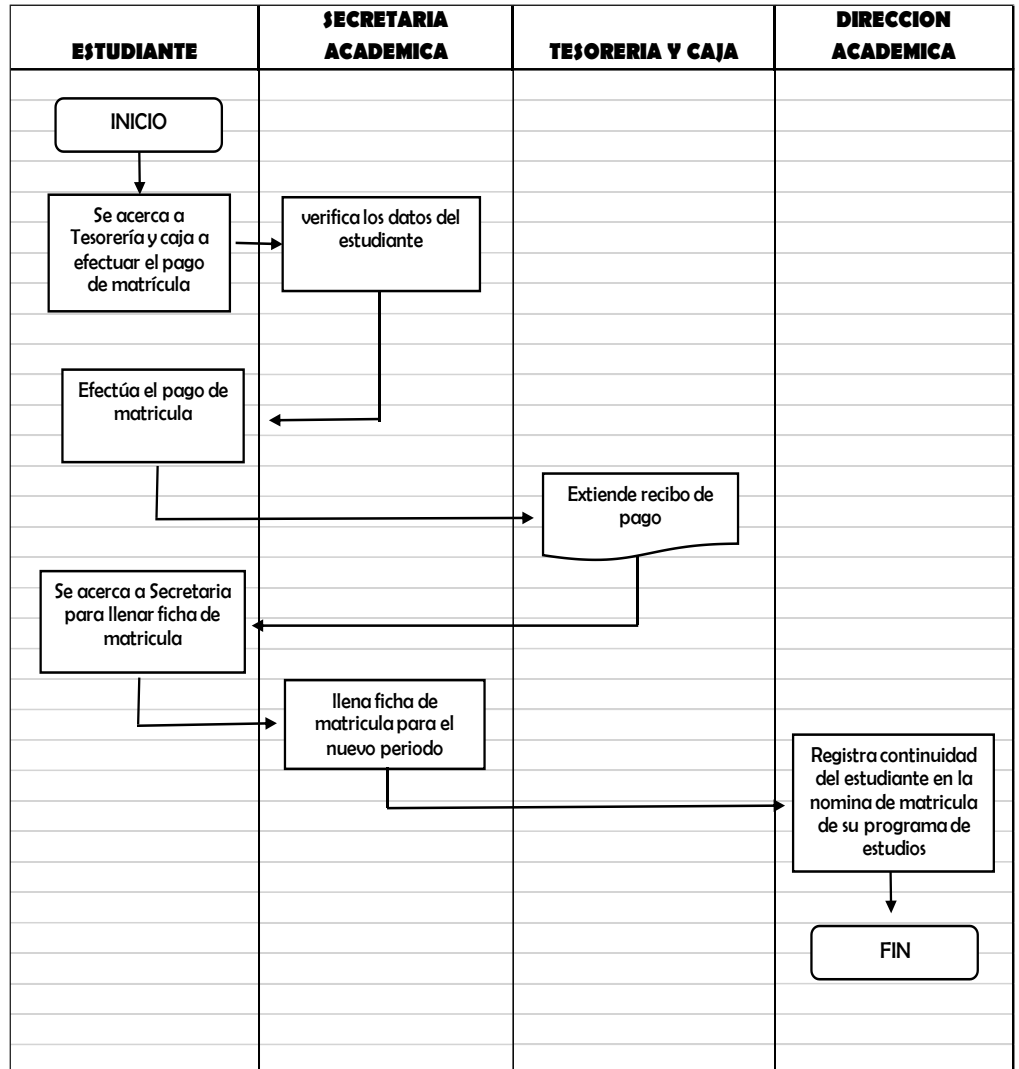 ESTUDIANTE
SECRETARIA
ACADEMICA
TESORERIA Y CAJA
DIRECCION
ACADEMICA
INICIO
Se acerca a
Tesorería y caja a
efectuar el pago
de matrícula
verifica los datos del
estudiante
Efectúa el pago de
matricula
Extiende recibo de
pago
Se acerca a Secretaria
para llenar ficha de
matricula
llena ficha de
matricula para el
nuevo periodo
Registra continuidad
del estudiante en la
nomina de matricula
de su programa de
estudios
FIN